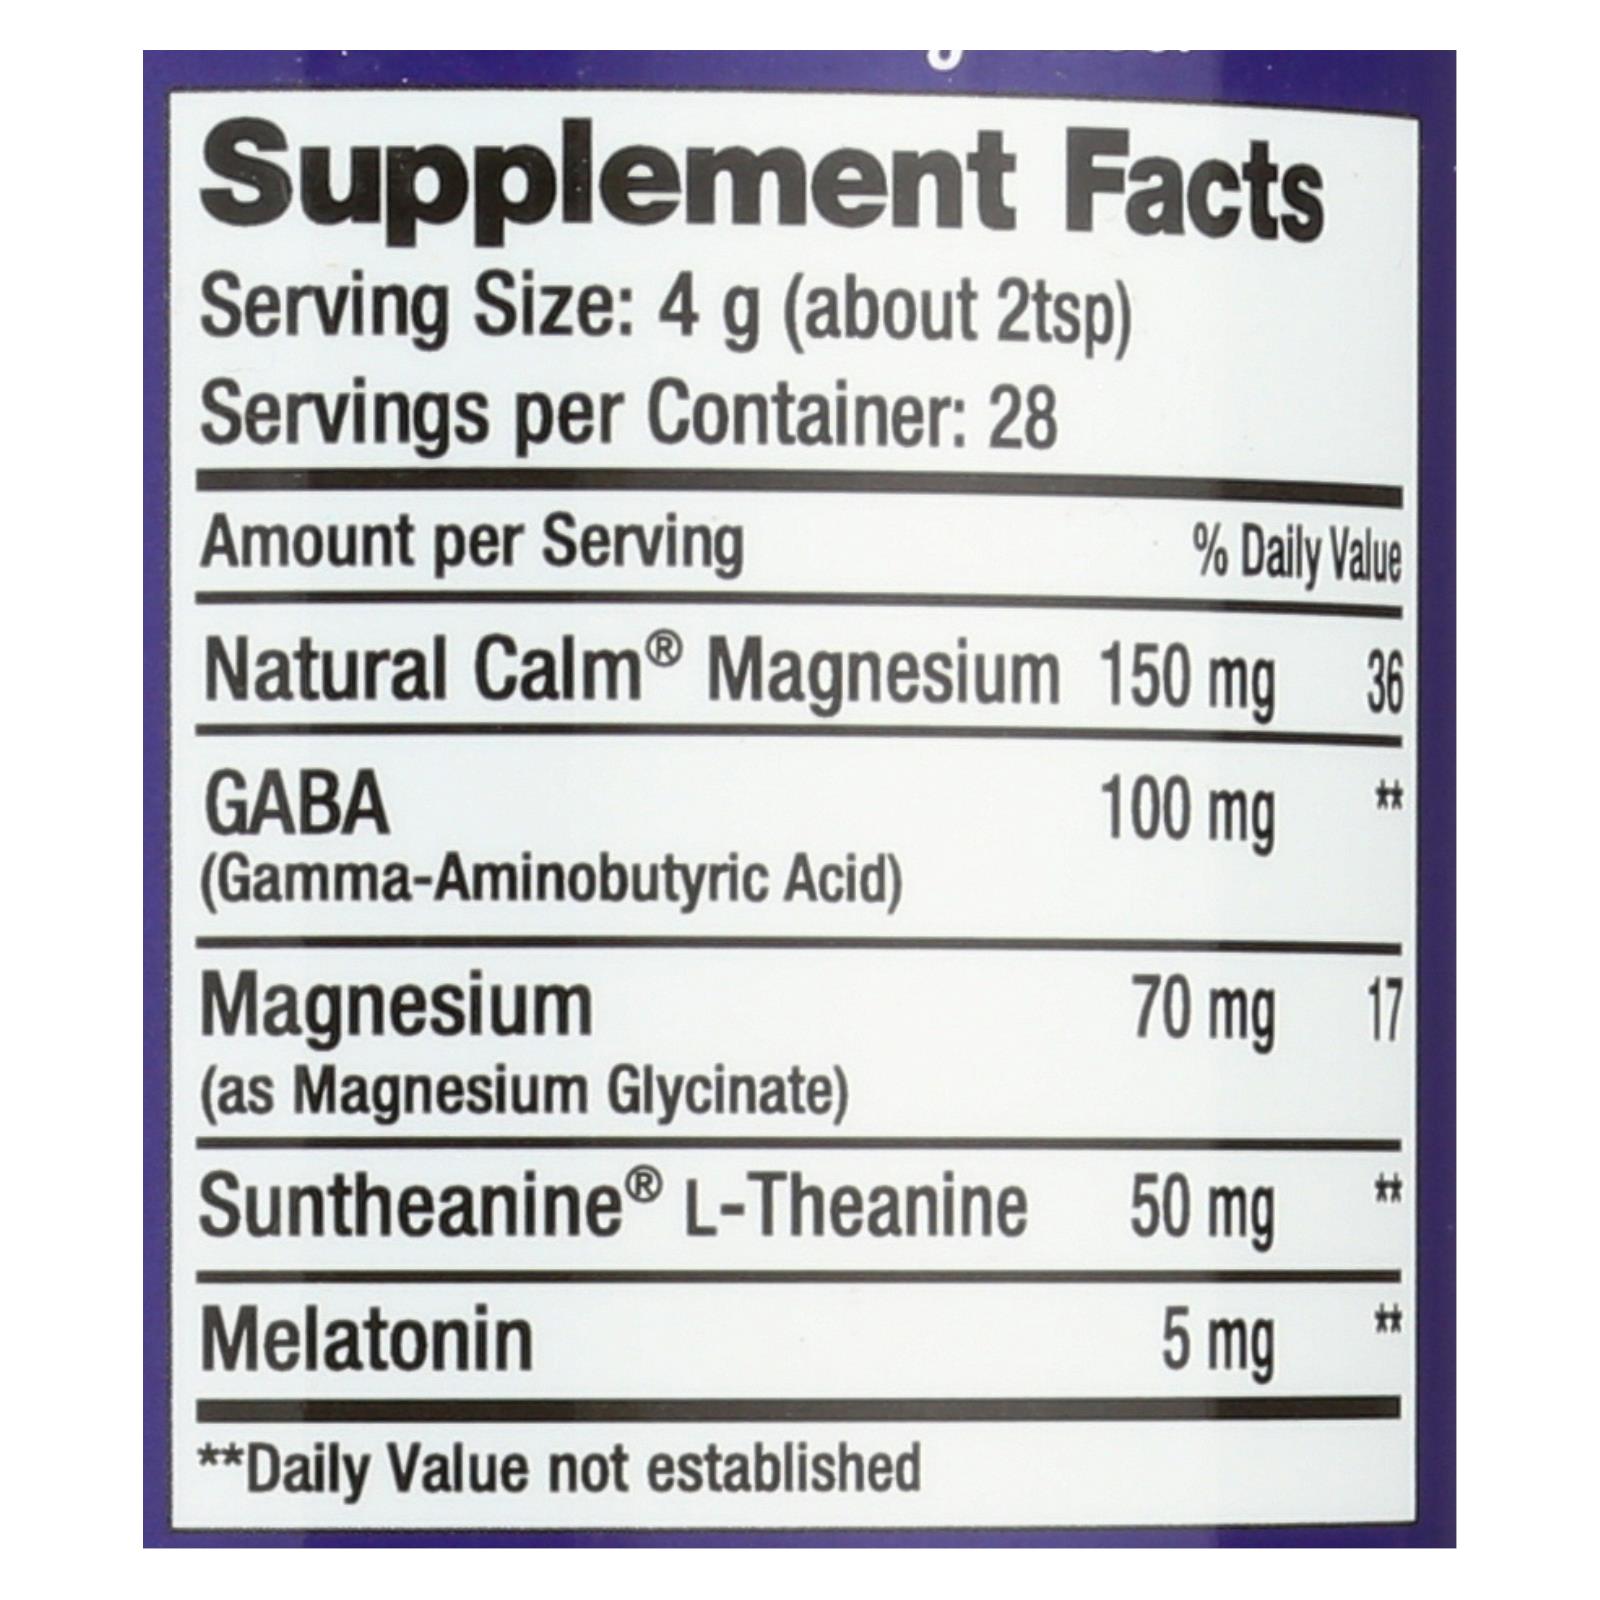 Supplement Facts
Serving Size: 4 g (about 2tsp)
Servings per Container: 28
Amount per Serving % Daily Value
Natural Calm® Magnesium 150 mg 36
GABA 100 mg **
(Gamma-Aminobutyric Acid)
Magnesium 70 mg 17
(as Magnesium Glycinate)
Suntheanine® L-Theanine 50 mg **
Melatonin 5 mg **
**Daily Value not established